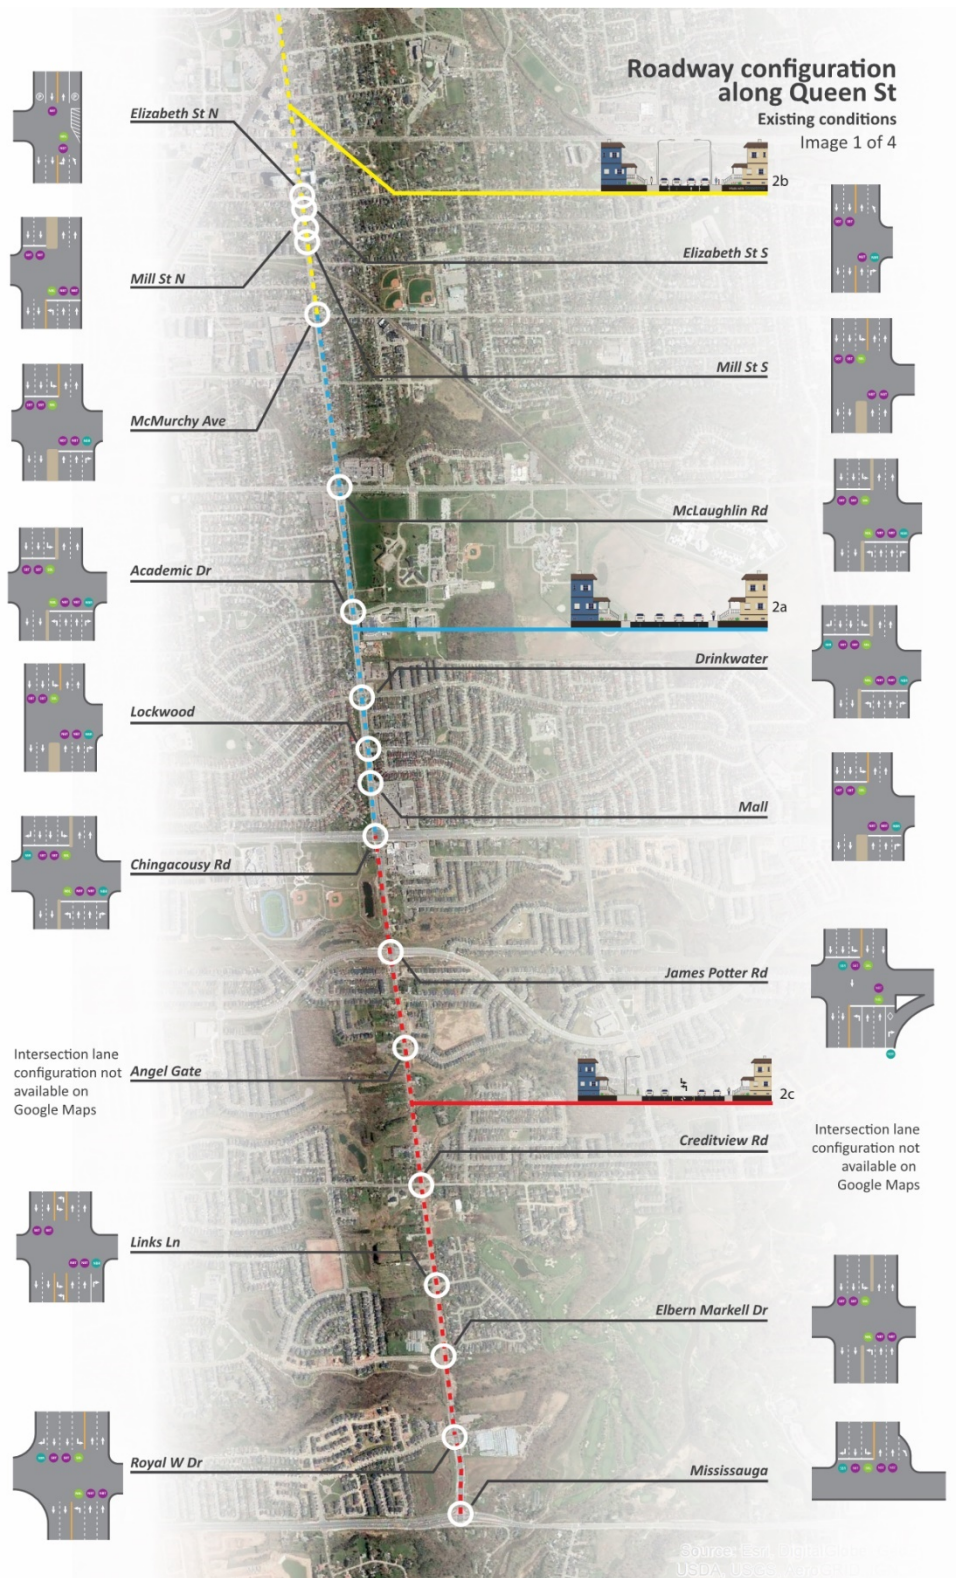 Roadway configuration
along Queen St
Existing conditions
Image 1 of 4
Elizabeth St N
2b
Elizabeth St S
Mill St N
Mill St S
McMurchy Ave
McLaughlin Rd
Academic Dr
2a
Drinkwater
Lockwood
Mall
Chingacousy Rd
James Potter Rd
Intersection lane
configuration not
available on
Google Maps
Angel Gate
2c
Intersection lane
configuration not
available on
Google Maps
Creditview Rd
Links Ln
Elbern Markell Dr
Royal W Dr
Mississauga